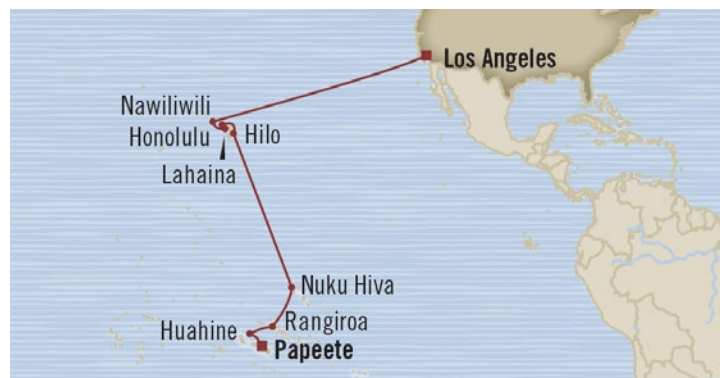 Los Angeles
Nawiliwili
Honolulu
Hilo
Lahaina
Nuku Hiva
Rangiroa
Huahine
Papeete